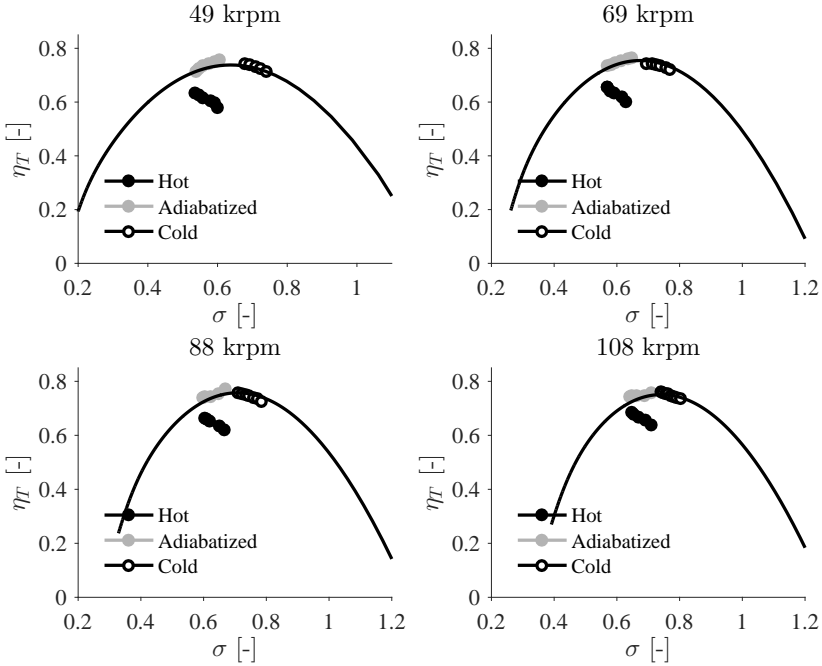 49 krpm
0.8
0.6
0.4
0.2
0
η_T [-]
Hot
Adiabatized
Cold
0.2 0.4 0.6 0.8 1
σ [-]
69 krpm
0.8
0.6
0.4
0.2
0
η_T [-]
Hot
Adiabatized
Cold
0.2 0.4 0.6 0.8 1 1.2
σ [-]
88 krpm
0.8
0.6
0.4
0.2
0
η_T [-]
Hot
Adiabatized
Cold
0.2 0.4 0.6 0.8 1 1.2
σ [-]
108 krpm
0.8
0.6
0.4
0.2
0
η_T [-]
Hot
Adiabatized
Cold
0.2 0.4 0.6 0.8 1 1.2
σ [-]